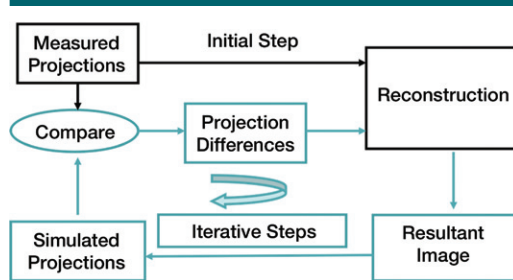 Measured
Projections
Initial Step
Reconstruction
Compare
Projection
Differences
Iterative Steps
Simulated
Projections
Resultant
Image